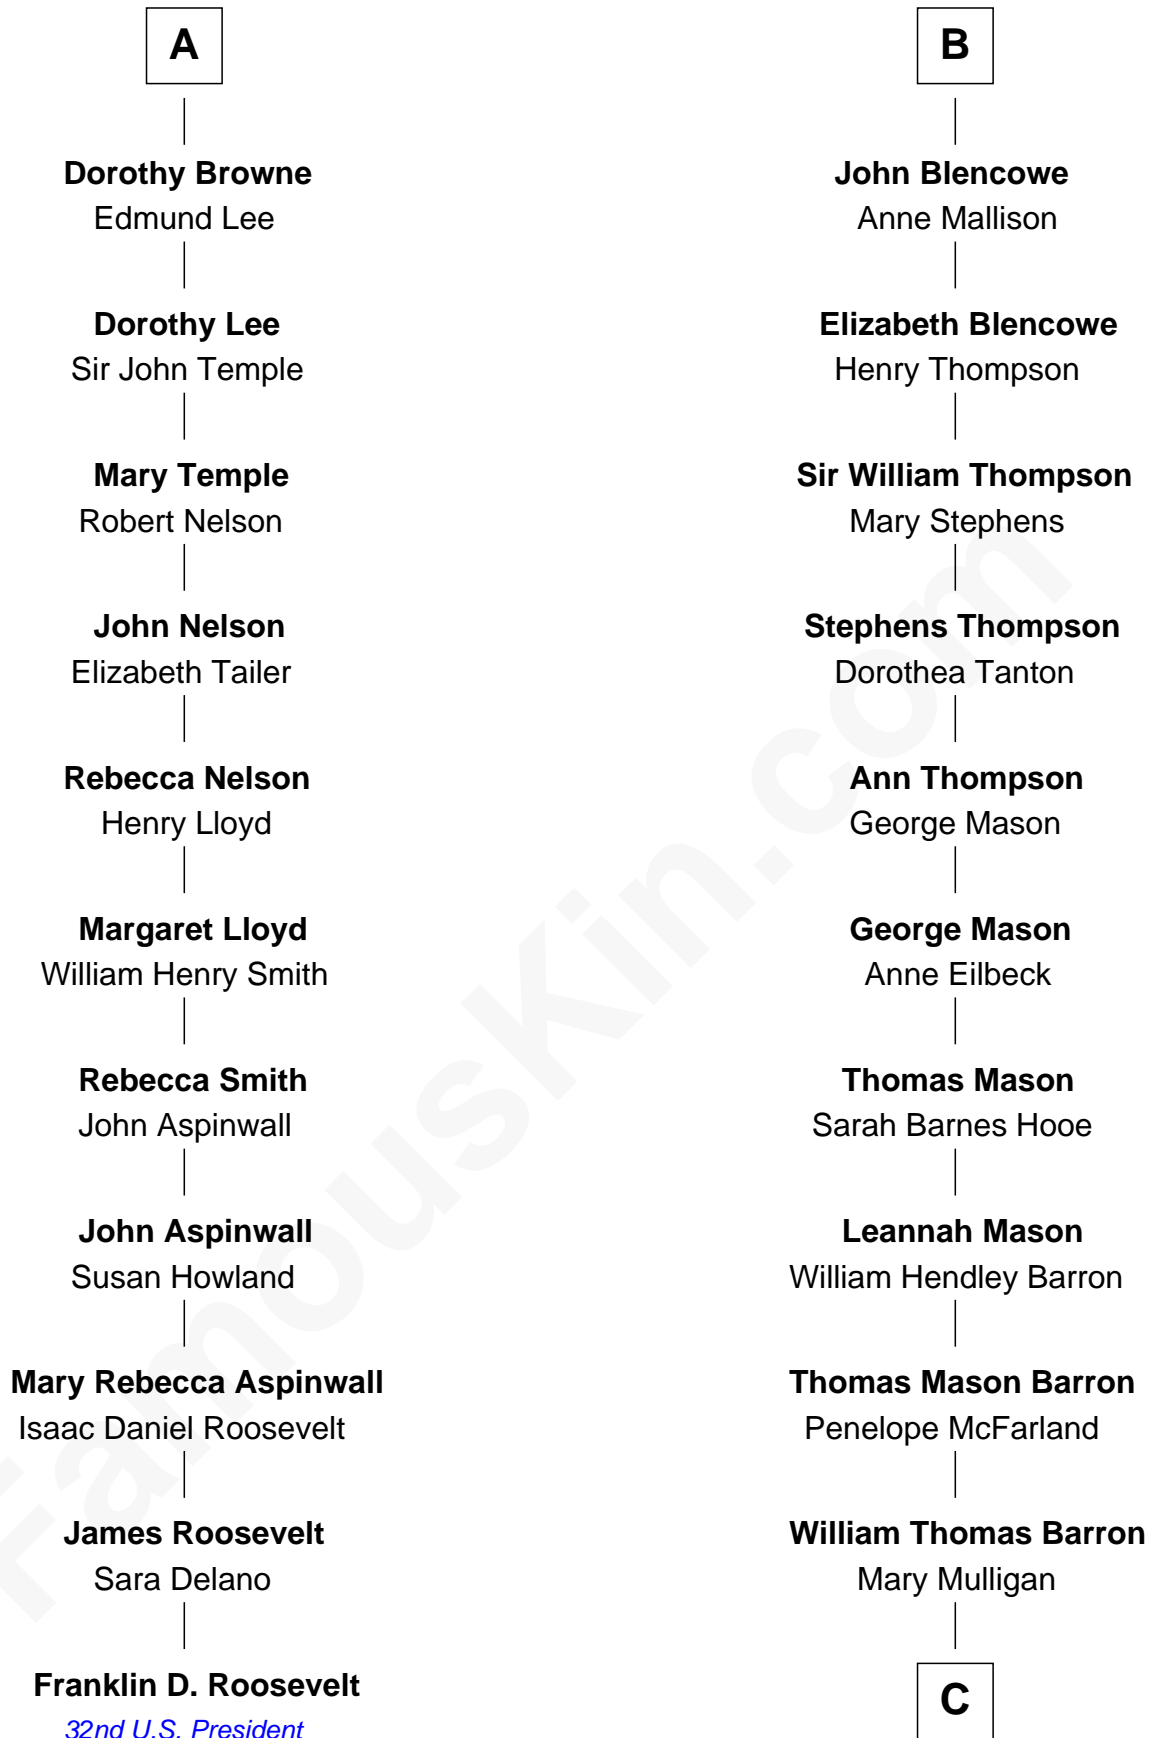 A
Dorothy Browne
Edmund Lee
Dorothy Lee
Sir John Temple
Mary Temple
Robert Nelson
John Nelson
Elizabeth Tailer
Rebecca Nelson
Henry Lloyd
Margaret Lloyd
William Henry Smith
Rebecca Smith
John Aspinwall
John Aspinwall
Susan Howland
Mary Rebecca Aspinwall
Isaac Daniel Roosevelt
James Roosevelt
Sara Delano
Franklin D. Roosevelt
32nd U.S. President
B
John Blencowe
Anne Mallison
Elizabeth Blencowe
Henry Thompson
Sir William Thompson
Mary Stephens
Stephens Thompson
Dorothea Tanton
Ann Thompson
George Mason
George Mason
Anne Eilbeck
Thomas Mason
Sarah Barnes Hooe
Leannah Mason
William Hendley Barron
Thomas Mason Barron
Penelope McFarland
William Thomas Barron
Mary Mulligan
C
FamousKin.com